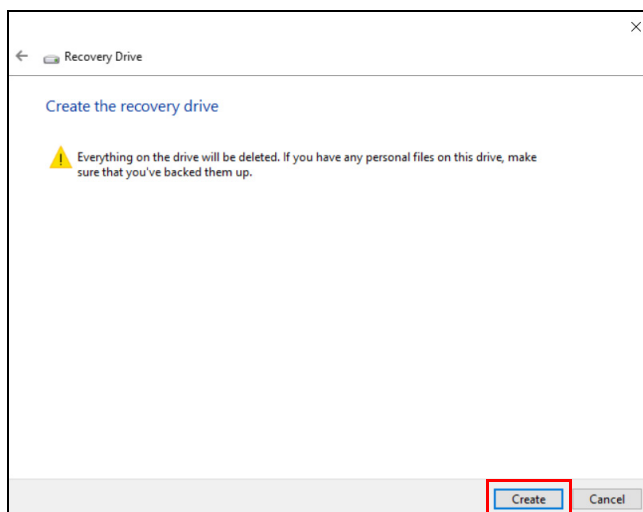 Recovery Drive
Create the recovery drive
Everything on the drive will be deleted. If you have any personal files on this drive, make
sure that you've backed them up.
Create Cancel